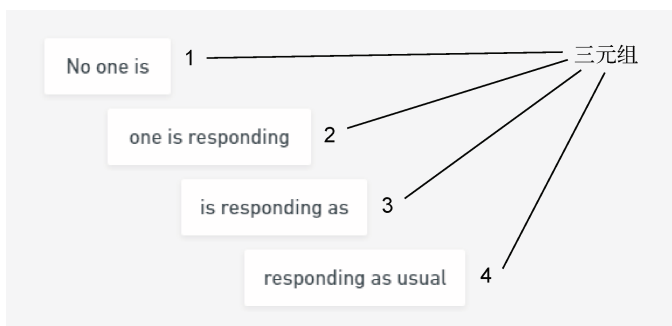 No one is 1 三元组
one is responding 2
is responding as 3
responding as usual 4